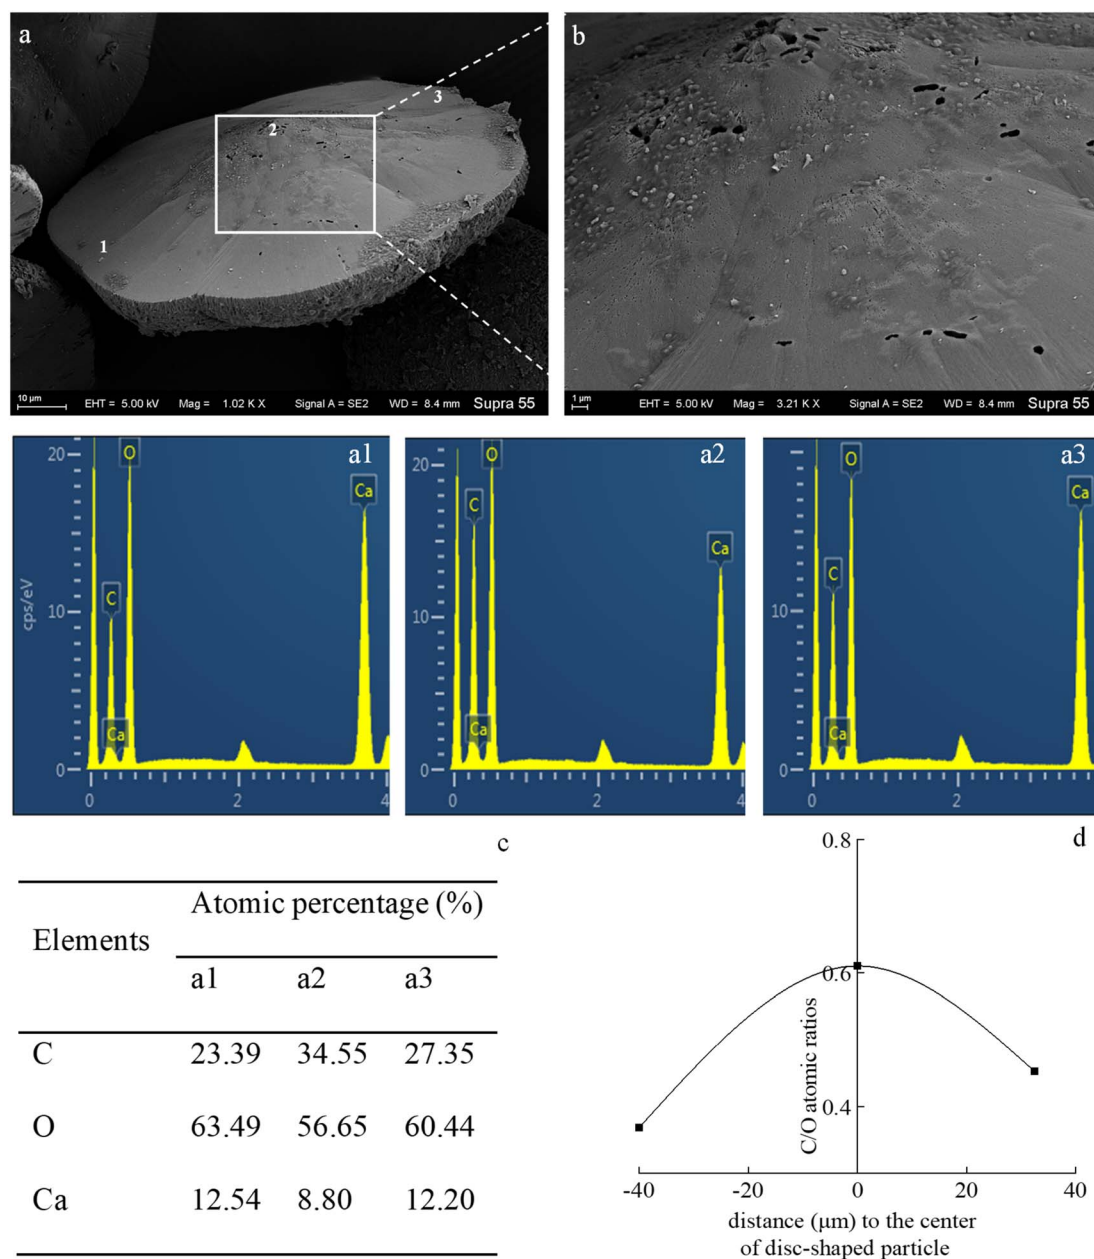 a
3
2
1
10 µm EHT = 5.00 kV Mag = 1.02 K X Signal A = SE2 WD = 8.4 mm Supra 55
b
1 µm EHT = 5.00 kV Mag = 3.21 K X Signal A = SE2 WD = 8.4 mm Supra 55
a1
20
O
Ca
cps/eV
10
C
Ca
0
0 2 4
a2
20
O
C
Ca
10
Ca
0
0 2 4
a3
O
Ca
C
10
Ca
0
0 2
c
Elements
Atomic percentage (%)
a1 a2 a3
C 23.39 34.55 27.35
O 63.49 56.65 60.44
Ca 12.54 8.80 12.20
d
0.8
0.6
0.4
C/O atomic ratios
-40 -20 0 20 40
distance (µm) to the center
of disc-shaped particle